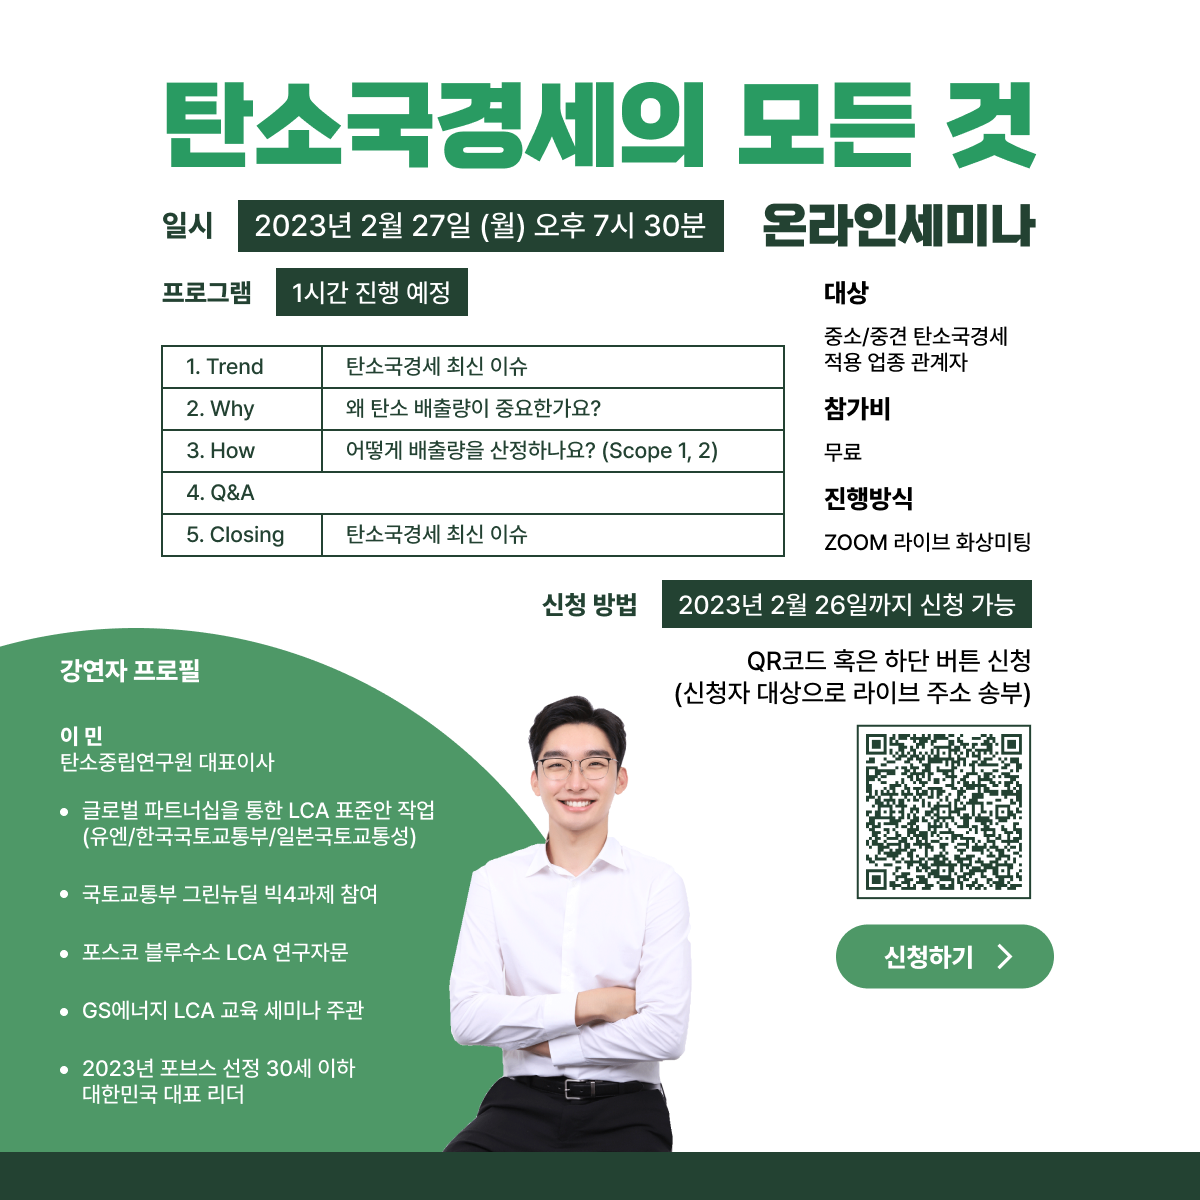 탄소국경세의 모든 것
일시 2023년 2월 27일 (월) 오후 7시 30분
온라인세미나
프로그램 1시간 진행 예정
1. Trend 탄소국경세 최신 이슈
2. Why 왜 탄소 배출량이 중요한가요?
3. How 어떻게 배출량을 산정하나요? (Scope 1, 2)
4. Q&A
5. Closing 탄소국경세 최신 이슈
대상
중소/중견 탄소국경세
적용 업종 관계자
참가비
무료
진행방식
ZOOM 라이브 화상미팅
신청 방법 2023년 2월 26일까지 신청 가능
QR코드 혹은 하단 버튼 신청
(신청자 대상으로 라이브 주소 송부)
신청하기
강연자 프로필
이 민
탄소중립연구원 대표이사
• 글로벌 파트너십을 통한 LCA 표준안 작업
(유엔/한국국토교통부/일본국토교통성)
• 국토교통부 그린뉴딜 빅4과제 참여
• 포스코 블루수소 LCA 연구자문
• GS에너지 LCA 교육 세미나 주관
• 2023년 포브스 선정 30세 이하
대한민국 대표 리더